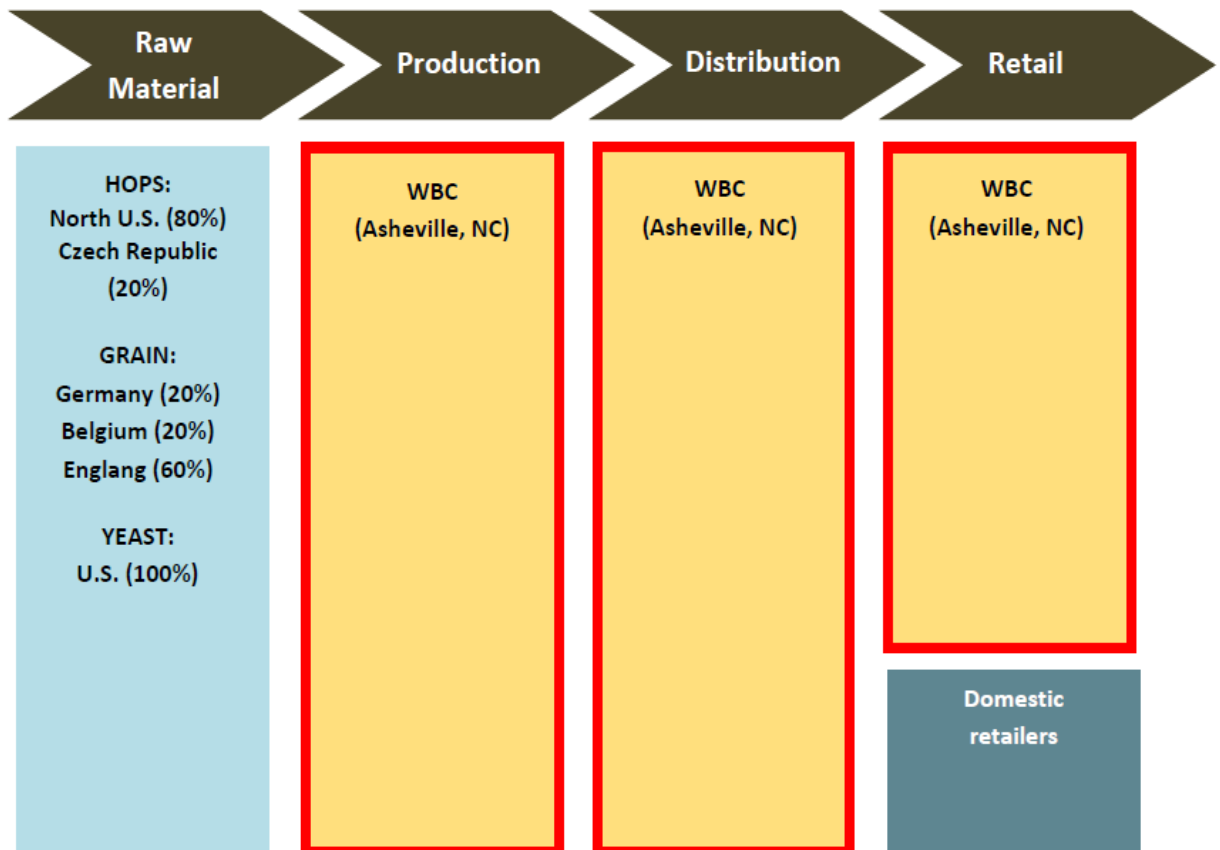 Raw
Material
Production
Distribution
Retail
HOPS:
North U.S. (80%)
Czech Republic
(20%)
GRAIN:
Germany (20%)
Belgium (20%)
Englang (60%)
YEAST:
U.S. (100%)
WBC
(Asheville, NC)
WBC
(Asheville, NC)
WBC
(Asheville, NC)
Domestic
retailers